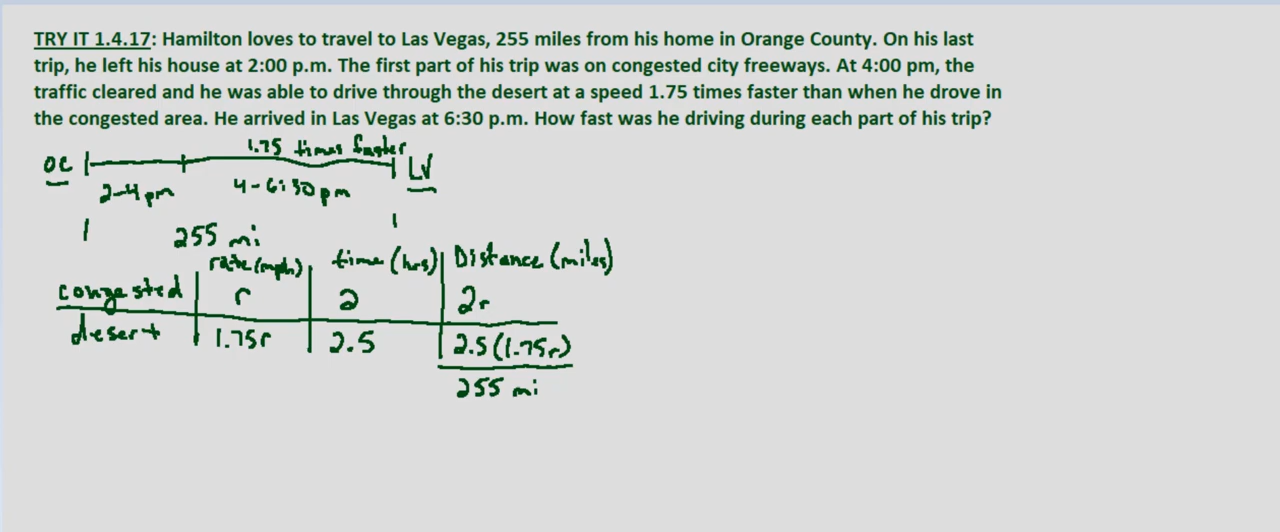 TRY IT 1.4.17: Hamilton loves to travel to Las Vegas, 255 miles from his home in Orange County. On his last
trip, he left his house at 2:00 p.m. The first part of his trip was on congested city freeways. At 4:00 pm, the
traffic cleared and he was able to drive through the desert at a speed 1.75 times faster than when he drove in
the congested area. He arrived in Las Vegas at 6:30 p.m. How fast was he driving during each part of his trip?
1.75 times faster
OC LV
2-4 pm 4-6:30 pm
255 mi
rate (mph) time (hrs) Distance (miles)
congested r 2 2r
desert 1.75r 2.5 2.5(1.75r)
255 mi